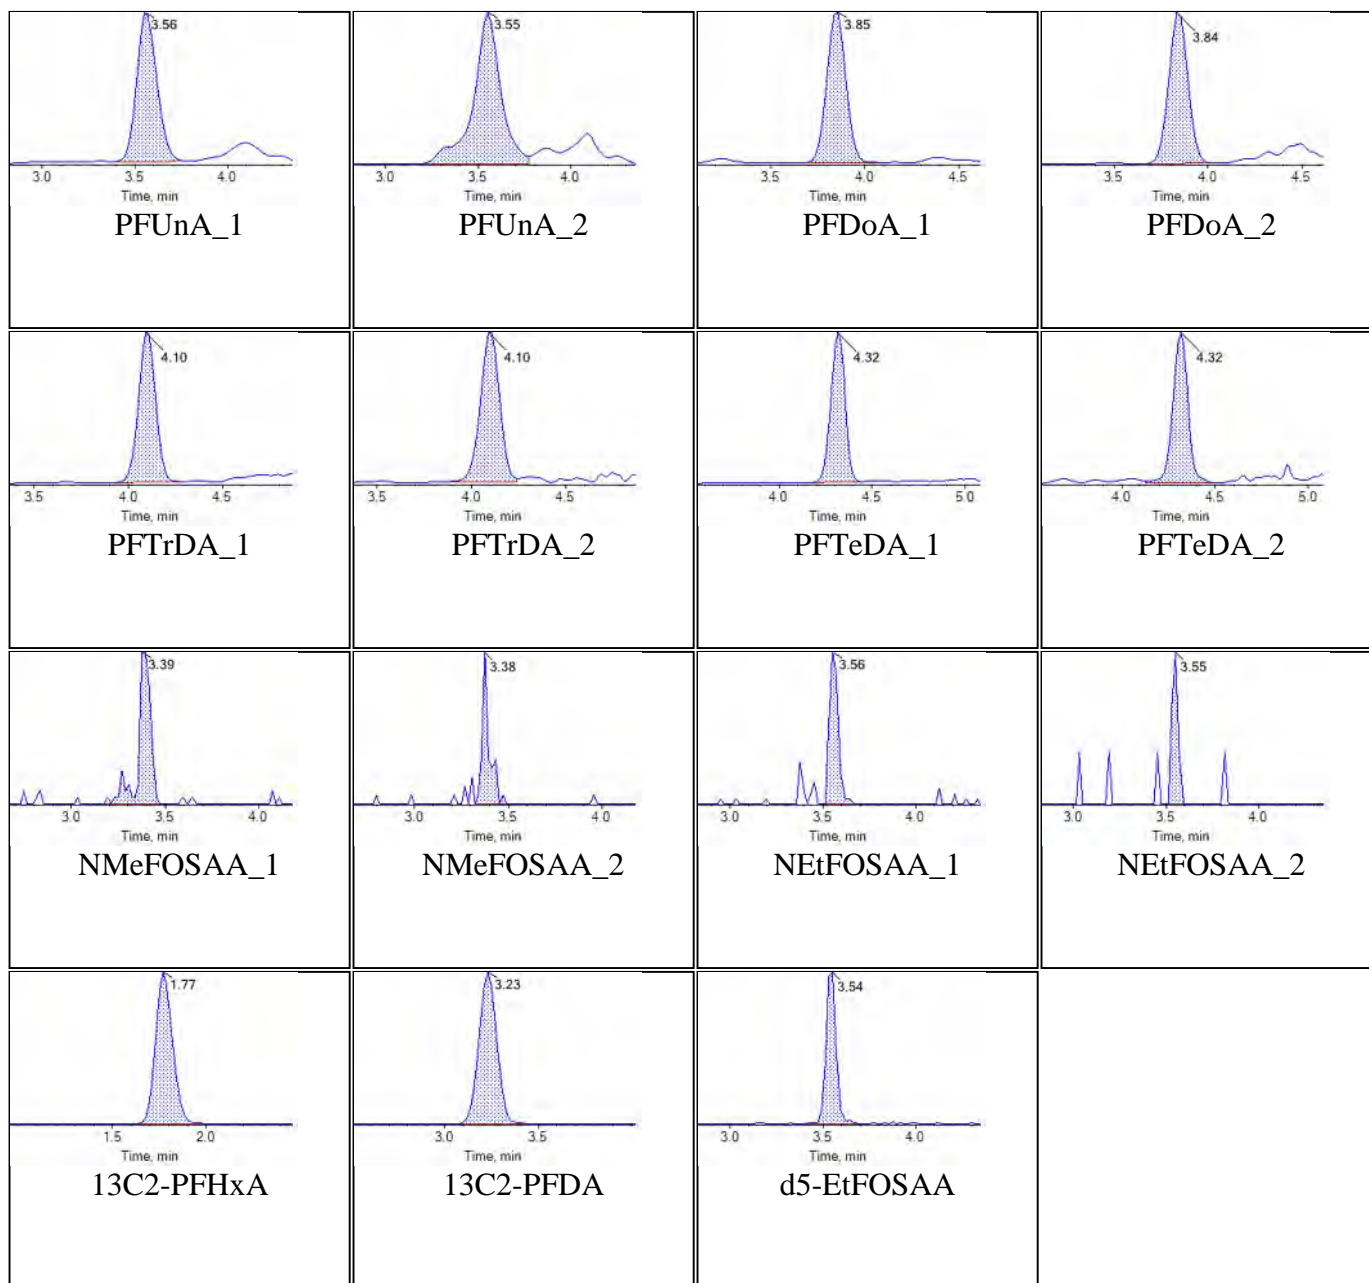 3.56
3.0 3.5 4.0
Time, min
PFUnA_1
3.55
3.0 3.5 4.0
Time, min
PFUnA_2
3.85
3.5 4.0 4.5
Time, min
PFDoA_1
3.84
3.5 4.0 4.5
Time, min
PFDoA_2
4.10
3.5 4.0 4.5
Time, min
PFTrDA_1
4.10
3.5 4.0 4.5
Time, min
PFTrDA_2
4.32
4.0 4.5 5.0
Time, min
PFTeDA_1
4.32
4.0 4.5 5.0
Time, min
PFTeDA_2
3.39
3.0 3.5 4.0
Time, min
NMeFOSAA_1
3.38
3.0 3.5 4.0
Time, min
NMeFOSAA_2
3.56
3.0 3.5 4.0
Time, min
NEtFOSAA_1
3.55
3.0 3.5 4.0
Time, min
NEtFOSAA_2
1.77
1.5 2.0
Time, min
13C2-PFHxA
3.23
3.0 3.5
Time, min
13C2-PFDA
3.54
3.0 3.5 4.0
Time, min
d5-EtFOSAA